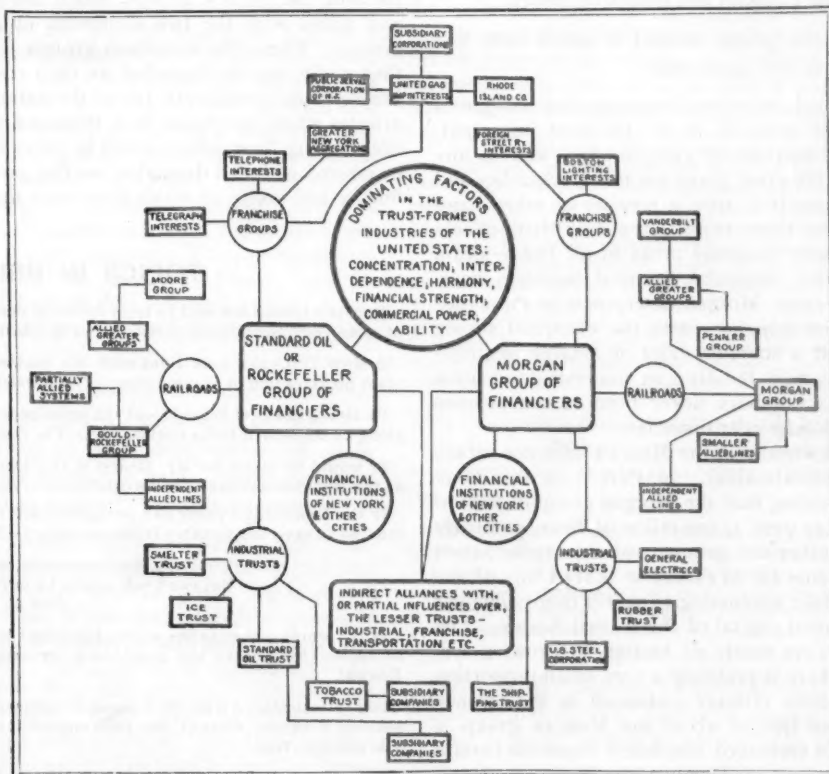 SUBSIDIARY
CORPORATIONS
PUBLIC SERVICE
CORPORATION
OF N.J.
UNITED GAS
IMP. INTERESTS
RHODE
ISLAND CO.
GREATER
NEW YORK
AGGREGATIONS
FOREIGN
STREET RY.
INTERESTS
TELEPHONE
INTERESTS
BOSTON
LIGHTING
INTERESTS
TELEGRAPH
INTERESTS
FRANCHISE
GROUPS
DOMINATING FACTORS
IN THE
TRUST-FORMED
INDUSTRIES OF THE
UNITED STATES:
CONCENTRATION, INTER-
DEPENDENCE, HARMONY,
FINANCIAL STRENGTH,
COMMERCIAL POWER,
ABILITY
FRANCHISE
GROUPS
VANDERBILT
GROUP
MOORE
GROUP
ALLIED
GREATER
GROUPS
ALLIED
GREATER
GROUPS
PENN. R.R.
GROUP
PARTIALLY
ALLIED SYSTEMS
RAILROADS
STANDARD OIL
OR
ROCKEFELLER
GROUP OF
FINANCIERS
MORGAN
GROUP OF
FINANCIERS
RAILROADS
MORGAN
GROUP
GOULD-
ROCKEFELLER
GROUP
SMALLER
ALLIED LINES
INDEPENDENT
ALLIED LINES
FINANCIAL
INSTITUTIONS
OF NEW YORK
& OTHER
CITIES
FINANCIAL
INSTITUTIONS
OF NEW YORK
& OTHER
CITIES
INDEPENDENT
ALLIED
LINES
SMELTER
TRUST
INDUSTRIAL
TRUSTS
INDUSTRIAL
TRUSTS
GENERAL
ELECTRIC CO.
ICE
TRUST
INDIRECT ALLIANCES WITH,
OR PARTIAL INFLUENCES OVER,
THE LESSER TRUSTS—
INDUSTRIAL, FRANCHISE,
TRANSPORTATION ETC.
RUBBER
TRUST
STANDARD
OIL TRUST
U.S. STEEL
CORPORATION
TOBACCO
TRUST
SUBSIDIARY
COMPANIES
THE SHIP-
PING TRUST
SUBSIDIARY
COMPANIES